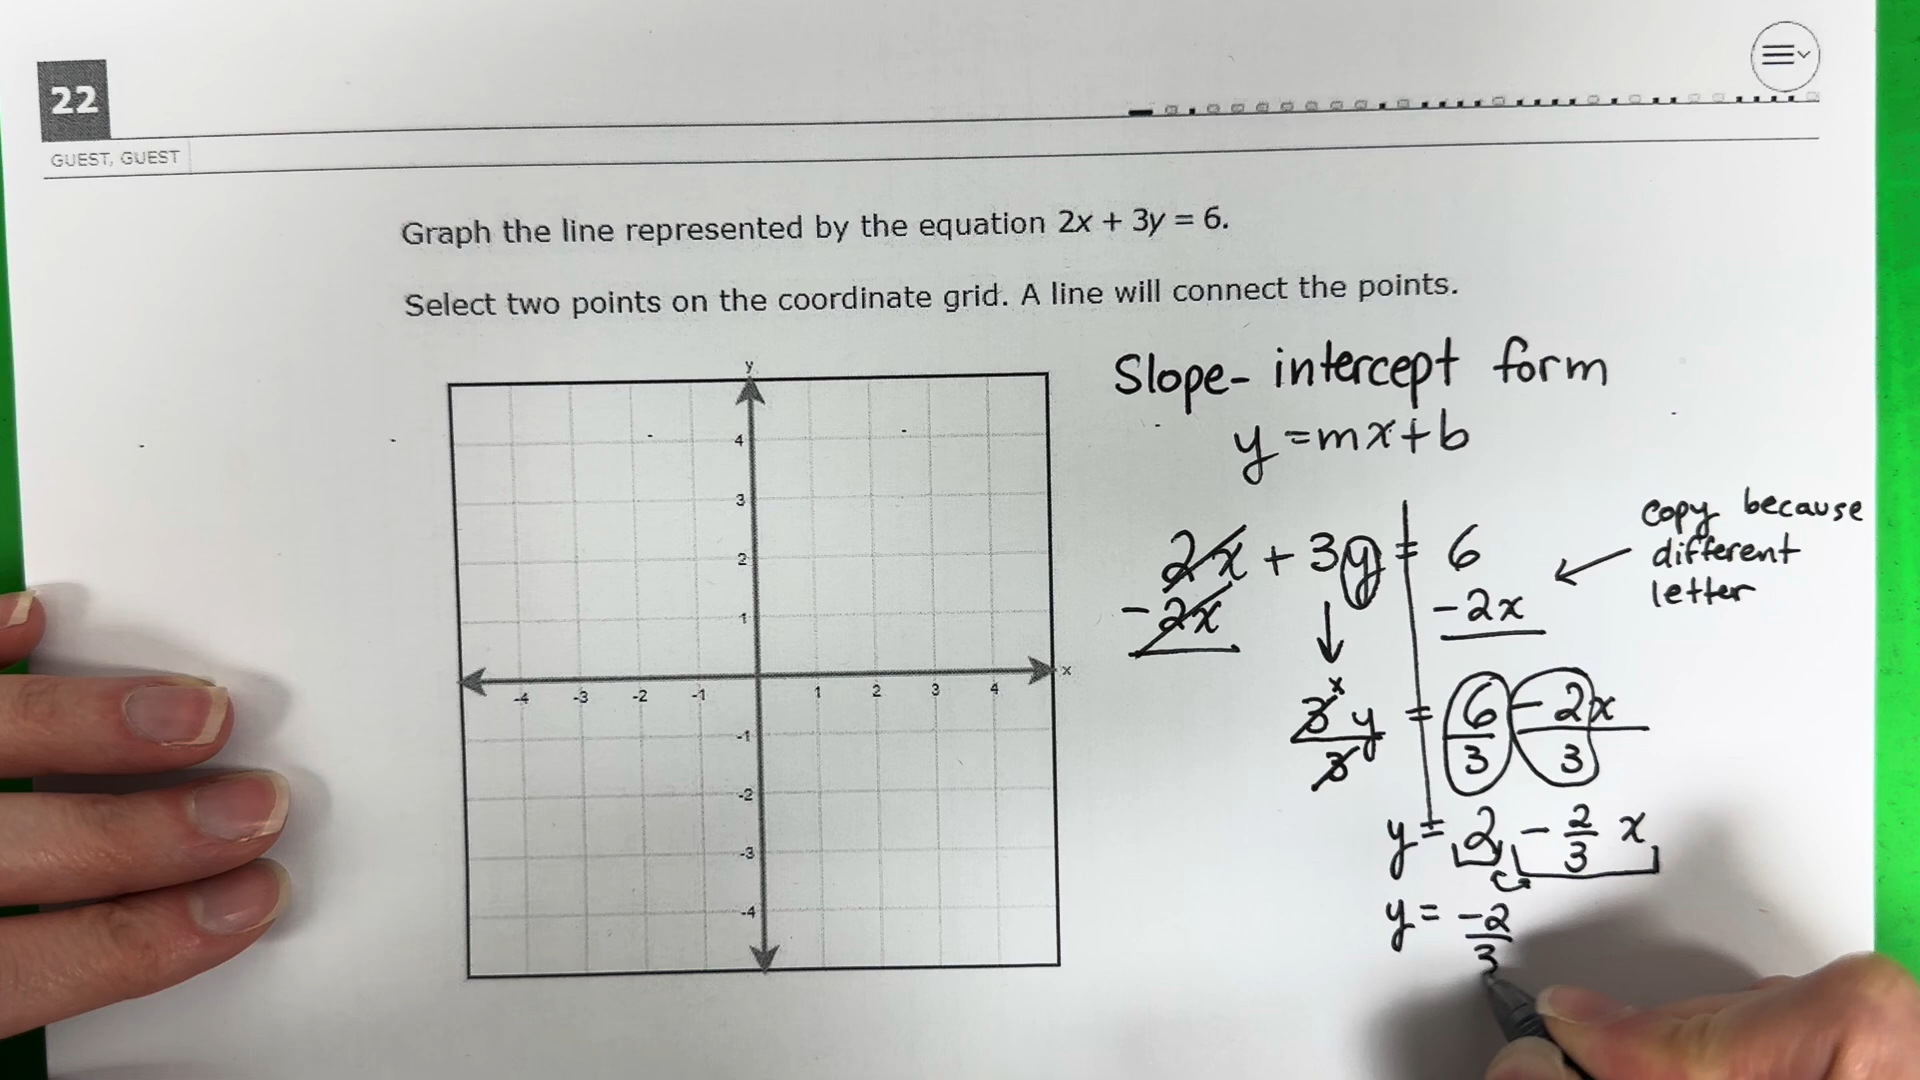 22
GUEST, GUEST
Graph the line represented by the equation 2x + 3y = 6.
Select two points on the coordinate grid. A line will connect the points.
Slope- intercept form
y = mx+b
2x + 3y = 6
-2x -2x
copy because
different
letter
3y = 6 - 2x
3 3 3
y = 2 - 2/3 x
y = -2/3
y
4
3
2
1
-4 -3 -2 -1 1 2 3 4 x
-1
-2
-3
-4